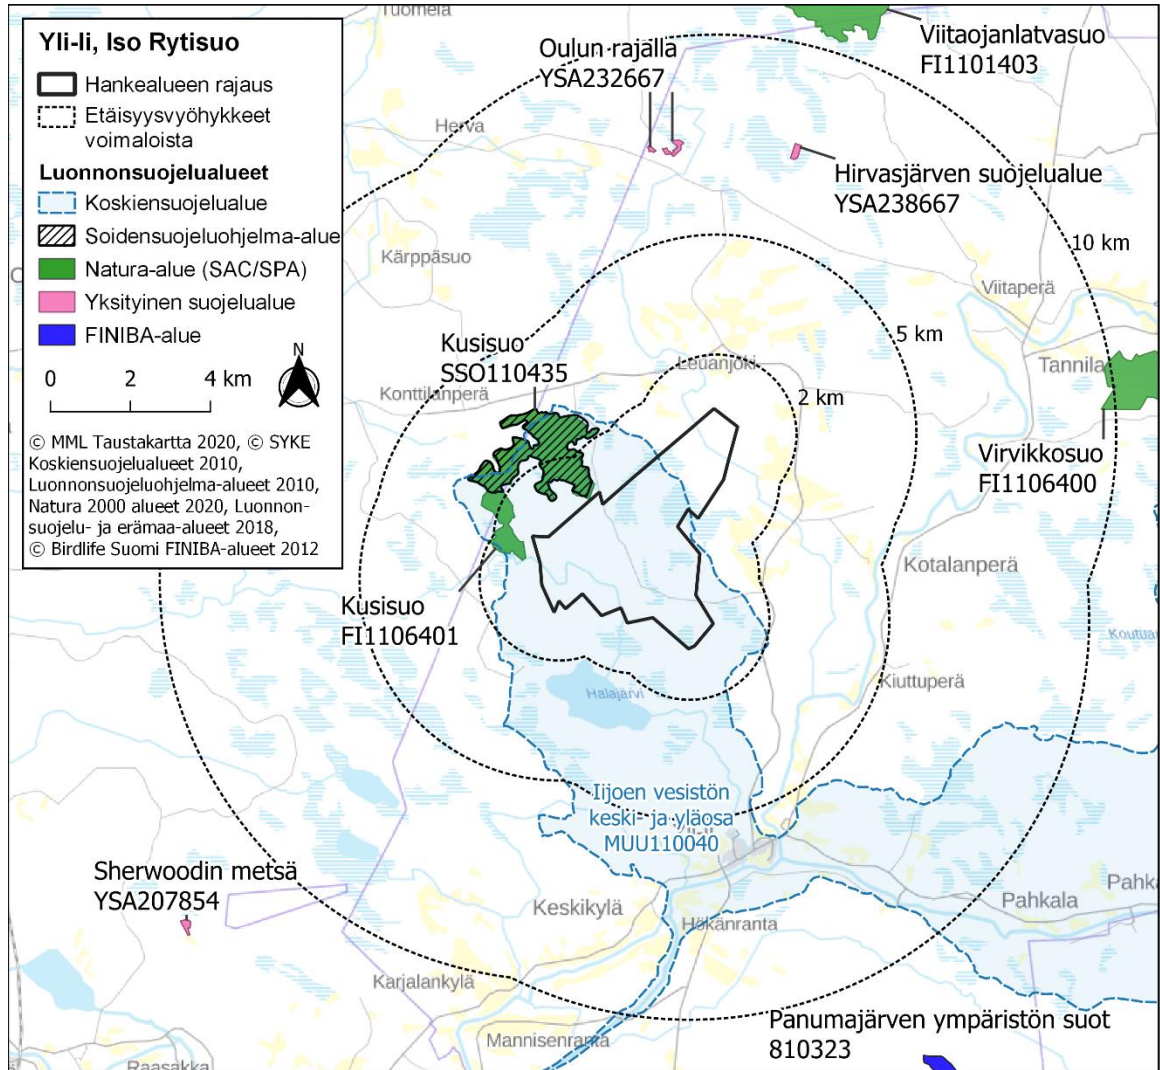 Yli-Ii, Iso Rytisuo
Hankealueen rajaus
Etäisyysvyöhykkeet
voimaloista
Luonnonsuojelualueet
Koskiensuojelualue
Soidensuojeluohjelma-alue
Natura-alue (SAC/SPA)
Yksityinen suojelualue
FINIBA-alue
N
0 2 4 km
© MML Taustakartta 2020, © SYKE
Koskiensuojelualueet 2010,
Luonnonsuojeluohjelma-alueet 2010,
Natura 2000 alueet 2020, Luonnon-
suojelu- ja erämaa-alueet 2018,
© Birdlife Suomi FINIBA-alueet 2012
Tuomela
Oulun rajalla
YSA232667
Viitaojanlatvasuo
FI1101403
Herva
Hirvasjärven suojelualue
YSA238667
10 km
Kärppäsuo
Viitaperä
5 km
Kusisuo
SSO110435
Leuanjoki
Tannila
Konttilanperä
2 km
Virvikkosuo
FI1106400
Kotalanperä
Kusisuo
FI1106401
Koutuar
Kiuttuperä
Halajärvi
Iijoen vesistön
keski- ja yläosa
MUU110040
Sherwoodin metsä
YSA207854
Keskikylä
Hökänranta
Pahkala
Pahka
Karjalankylä
Panumajärven ympäristön suot
810323
Mannisenranta
Raasakka